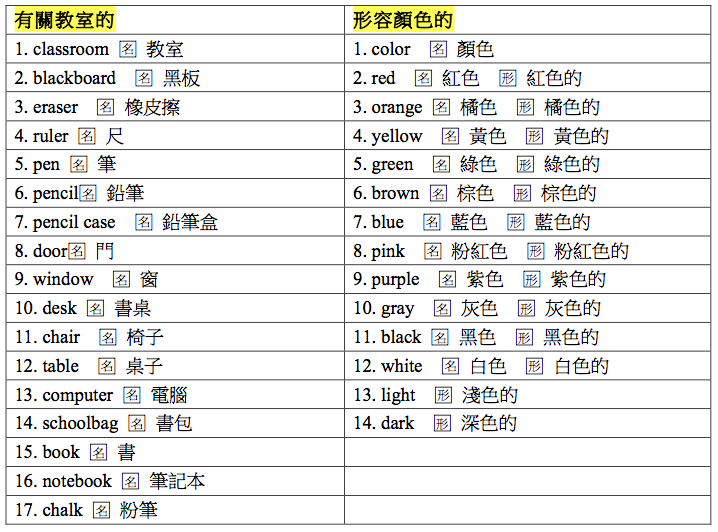 有關教室的 形容顏色的
1. classroom 名 教室 1. color 名 顏色
2. blackboard 名 黑板 2. red 名 紅色 形 紅色的
3. eraser 名 橡皮擦 3. orange 名 橘色 形 橘色的
4. ruler 名 尺 4. yellow 名 黃色 形 黃色的
5. pen 名 筆 5. green 名 綠色 形 綠色的
6. pencil名 鉛筆 6. brown 名 棕色 形 棕色的
7. pencil case 名 鉛筆盒 7. blue 名 藍色 形 藍色的
8. door名 門 8. pink 名 粉紅色 形 粉紅色的
9. window 名 窗 9. purple 名 紫色 形 紫色的
10. desk 名 書桌 10. gray 名 灰色 形 灰色的
11. chair 名 椅子 11. black 名 黑色 形 黑色的
12. table 名 桌子 12. white 名 白色 形 白色的
13. computer 名 電腦 13. light 形 淺色的
14. schoolbag 名 書包 14. dark 形 深色的
15. book 名 書
16. notebook 名 筆記本
17. chalk 名 粉筆